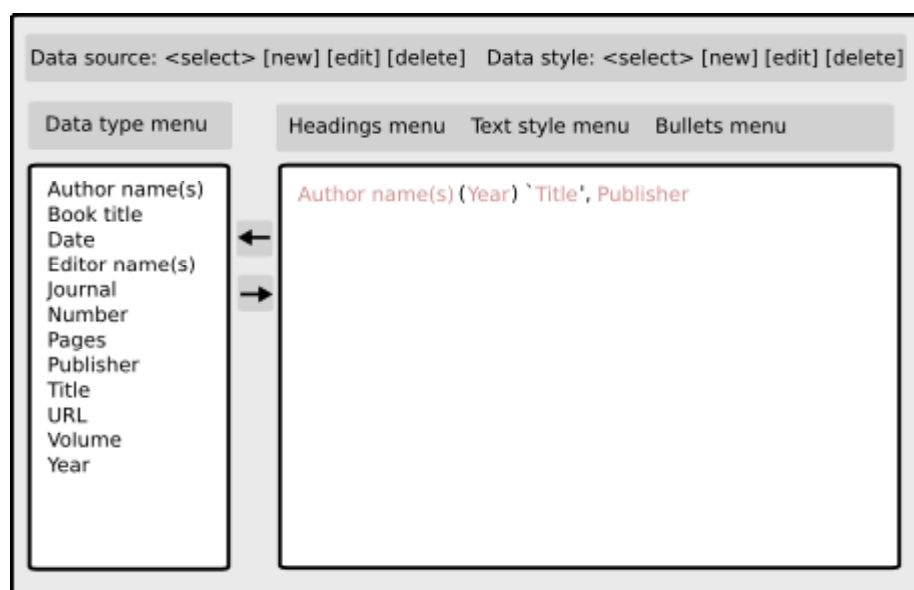 Data source: <select> [new] [edit] [delete] Data style: <select> [new] [edit] [delete]
Data type menu
Headings menu Text style menu Bullets menu
Author name(s)
Book title
Date
Editor name(s)
Journal
Number
Pages
Publisher
Title
URL
Volume
Year
Author name(s) (Year) `Title', Publisher